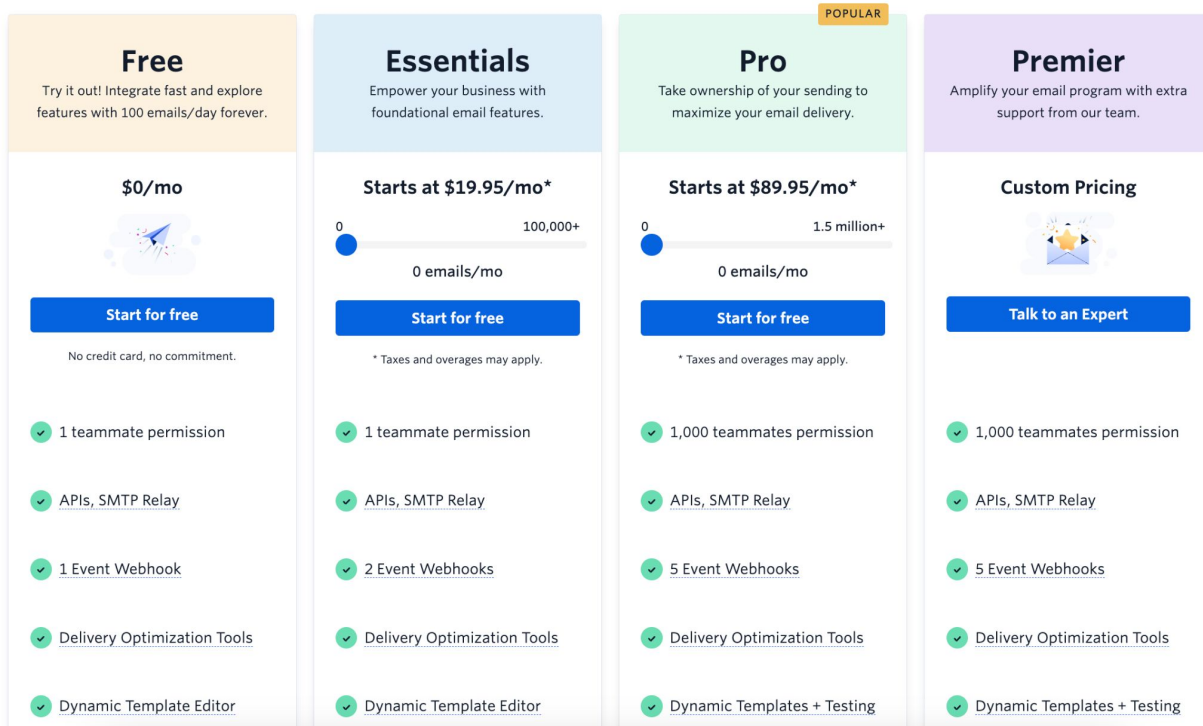 POPULAR
Free
Try it out! Integrate fast and explore
features with 100 emails/day forever.
$0/mo
Start for free
No credit card, no commitment.
1 teammate permission
APIs, SMTP Relay
1 Event Webhook
Delivery Optimization Tools
Dynamic Template Editor
Essentials
Empower your business with
foundational email features.
Starts at $19.95/mo*
0 100,000+
0 emails/mo
Start for free
* Taxes and overages may apply.
1 teammate permission
APIs, SMTP Relay
2 Event Webhooks
Delivery Optimization Tools
Dynamic Template Editor
Pro
Take ownership of your sending to
maximize your email delivery.
Starts at $89.95/mo*
0 1.5 million+
0 emails/mo
Start for free
* Taxes and overages may apply.
1,000 teammates permission
APIs, SMTP Relay
5 Event Webhooks
Delivery Optimization Tools
Dynamic Templates + Testing
Premier
Amplify your email program with extra
support from our team.
Custom Pricing
Talk to an Expert
1,000 teammates permission
APIs, SMTP Relay
5 Event Webhooks
Delivery Optimization Tools
Dynamic Templates + Testing